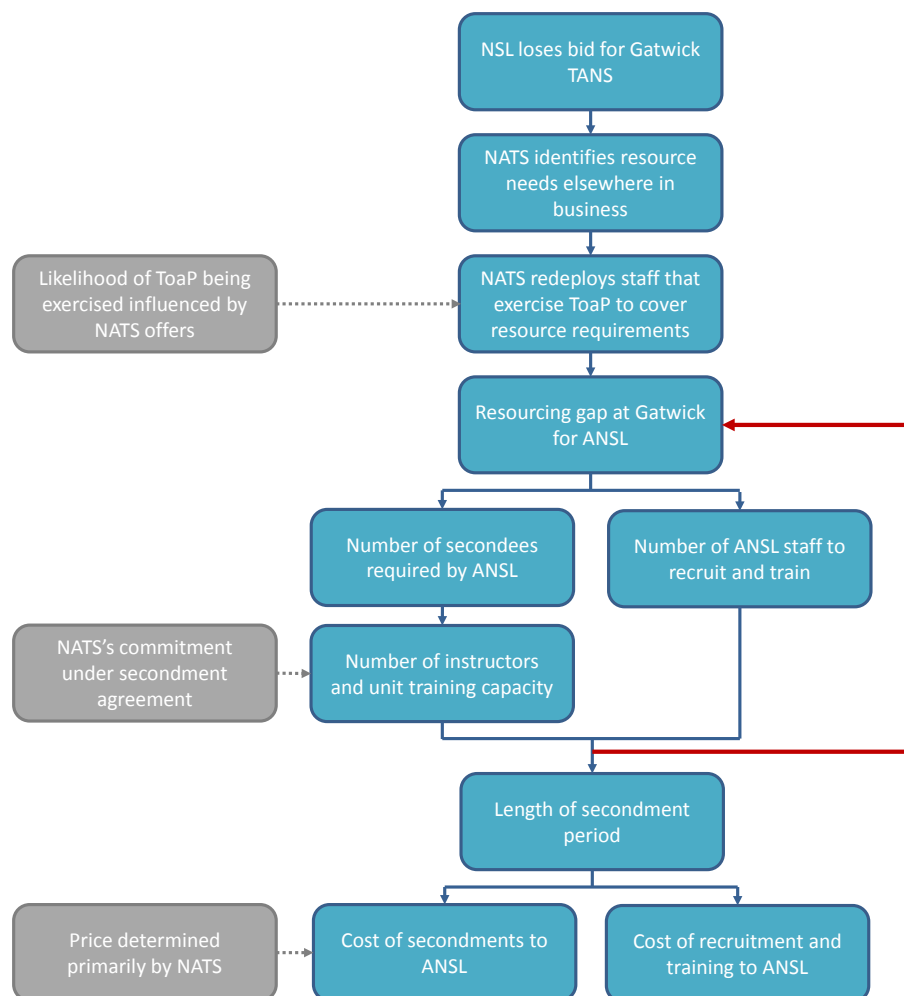 NSL loses bid for Gatwick
TANS
NATS identifies resource
needs elsewhere in
business
Likelihood of ToaP being
exercised influenced by
NATS offers
NATS redeploys staff that
exercise ToaP to cover
resource requirements
Resourcing gap at Gatwick
for ANSL
Number of secondees
required by ANSL
Number of ANSL staff to
recruit and train
NATS's commitment
under secondment
agreement
Number of instructors
and unit training capacity
Length of secondment
period
Price determined
primarily by NATS
Cost of secondments to
ANSL
Cost of recruitment and
training to ANSL